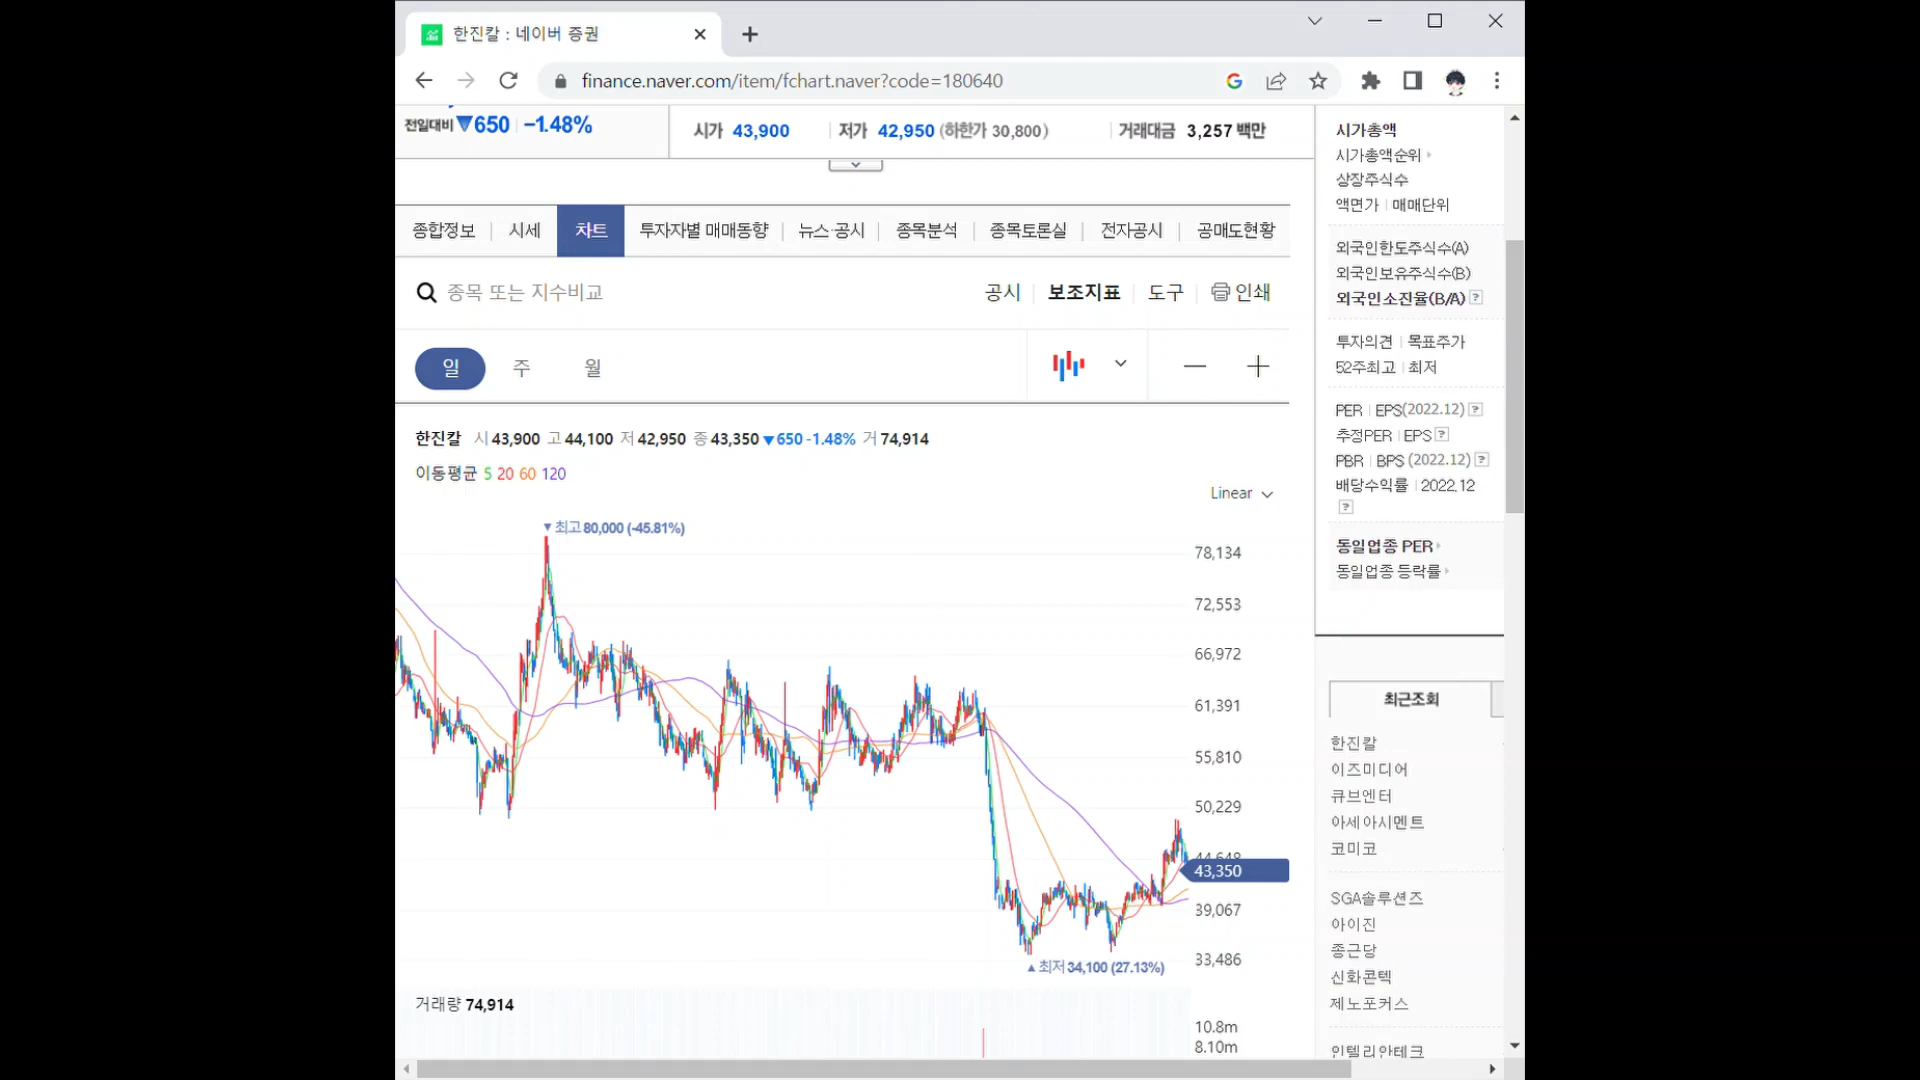 한진칼 : 네이버 증권
finance.naver.com/item/fchart.naver?code=180640
전일대비 ▼650 -1.48%
시가 43,900 저가 42,950 (하한가 30,800) 거래대금 3,257 백만
종합정보 시세 차트 투자자별 매매동향 뉴스·공시 종목분석 종목토론실 전자공시 공매도현황
종목 또는 지수비교 공시 보조지표 도구 인쇄
일 주 월
한진칼 시 43,900 고 44,100 저 42,950 종 43,350 ▼650 -1.48% 거 74,914
이동평균 5 20 60 120
Linear
▼최고 80,000 (-45.81%)
78,134
72,553
66,972
61,391
55,810
50,229
44,648
43,350
39,067
33,486
▲최저 34,100 (27.13%)
거래량 74,914
10.8m
8.10m
시가총액
시가총액순위
상장주식수
액면가 | 매매단위
외국인한도주식수(A)
외국인보유주식수(B)
외국인소진율(B/A) ?
투자의견 | 목표주가
52주최고 | 최저
PER | EPS(2022.12) ?
추정PER | EPS ?
PBR | BPS (2022.12) ?
배당수익률 | 2022.12
?
동일업종 PER
동일업종 등락률
최근조회
한진칼
이즈미디어
큐브엔터
아세아시멘트
코미코
SGA솔루션즈
아이진
종근당
신화콘텍
제노포커스
인텔리안테크